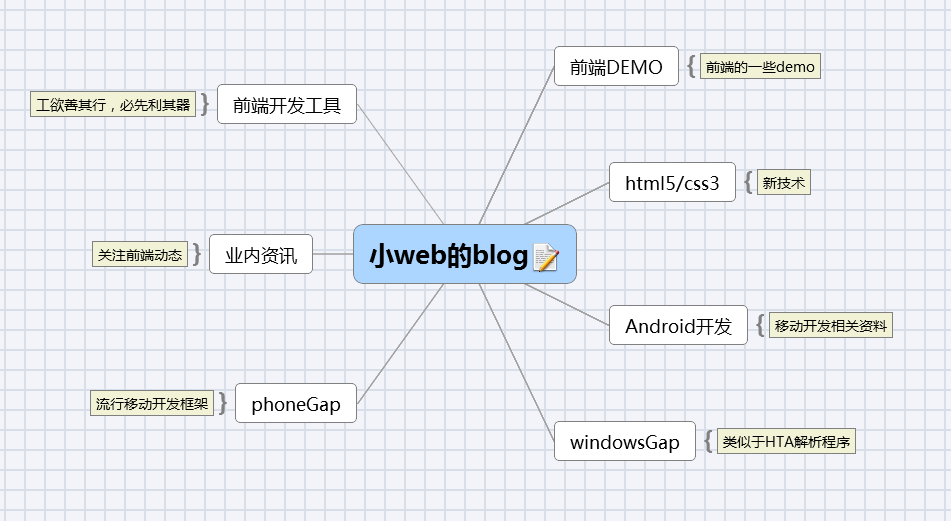 前端DEMO
前端的一些demo
工欲善其行，必先利其器
前端开发工具
html5/css3
新技术
关注前端动态
业内资讯
小web的blog
Android开发
移动开发相关资料
流行移动开发框架
phoneGap
windowsGap
类似于HTA解析程序